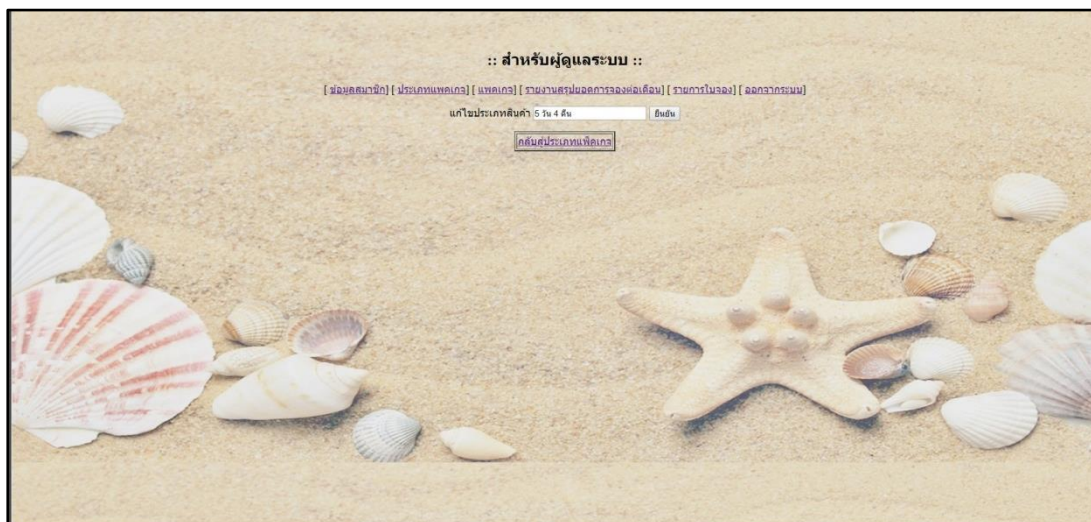 :: สำหรับผู้ดูแลระบบ ::
[ ข้อมูลสมาชิก] [ ประเภทแพคเกจ] [ แพคเกจ] [ รายงานสรุปยอดการจองต่อเดือน] [ รายการใบจอง] [ ออกจากระบบ]
แก้ไขประเภทสินค้า 5 วัน 4 คืน ยืนยัน
กลับสู่ประเภทแพ็คเกจ